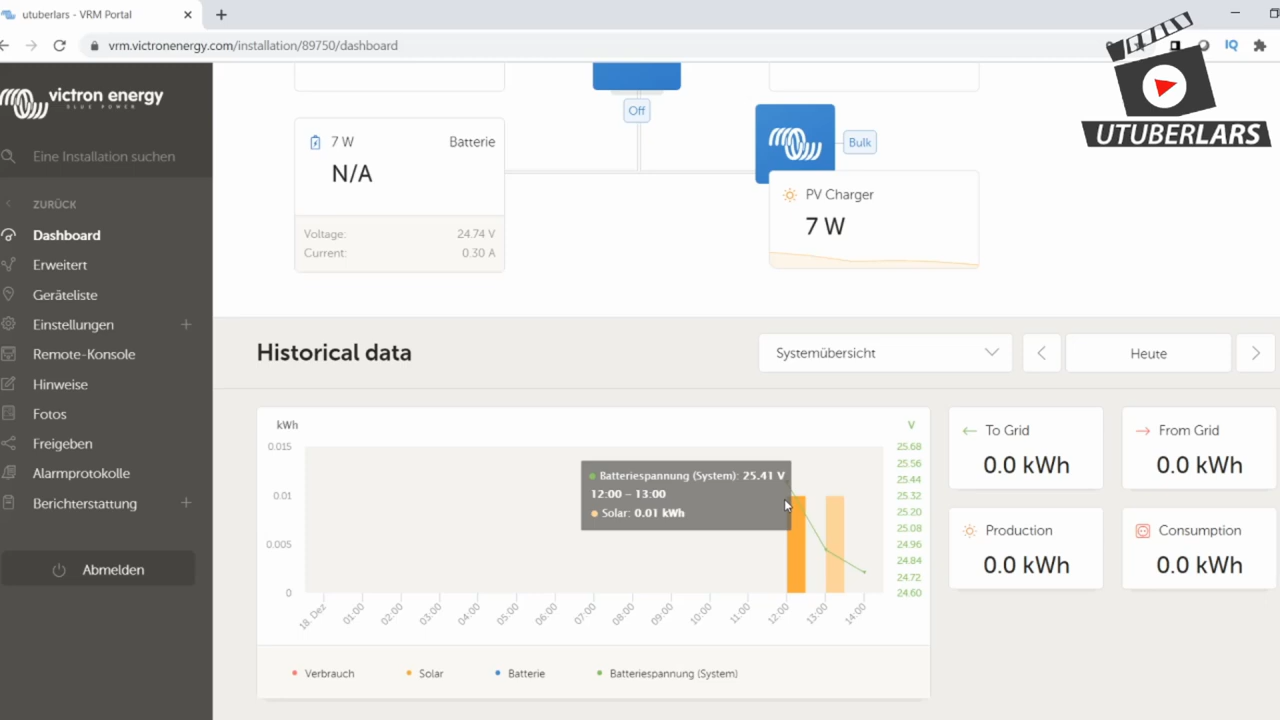 utuberlars - VRM Portal
vrm.victronenergy.com/installation/89750/dashboard
IQ
UTUBERLARS
victron energy
BLUE POWER
Eine Installation suchen
ZURÜCK
Dashboard
Erweitert
Geräteliste
Einstellungen
Remote-Konsole
Hinweise
Fotos
Freigeben
Alarmprotokolle
Berichterstattung
Abmelden
Off
7 W Batterie
N/A
Voltage: 24.74 V
Current: 0.30 A
Bulk
PV Charger
7 W
Historical data
Systemübersicht
Heute
kWh
V
0.015
0.01
0.005
0
25.68
25.56
25.44
25.32
25.20
25.08
24.96
24.84
24.72
24.60
Batteriespannung (System): 25.41 V
12:00 – 13:00
Solar: 0.01 kWh
18. Dez 01:00 02:00 03:00 04:00 05:00 06:00 07:00 08:00 09:00 10:00 11:00 12:00 13:00 14:00
Verbrauch Solar Batterie Batteriespannung (System)
To Grid
0.0 kWh
From Grid
0.0 kWh
Production
0.0 kWh
Consumption
0.0 kWh